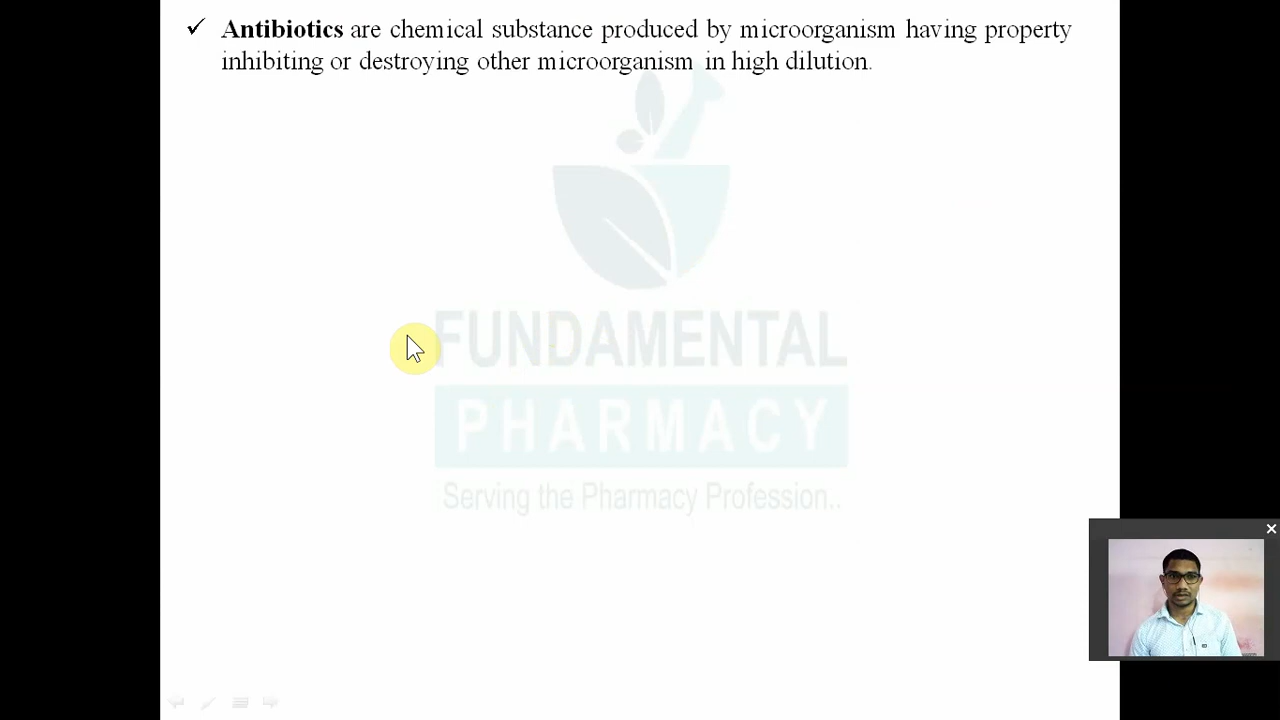 ✓ Antibiotics are chemical substance produced by microorganism having property
inhibiting or destroying other microorganism in high dilution.
FUNDAMENTAL
PHARMACY
Serving the Pharmacy Profession..